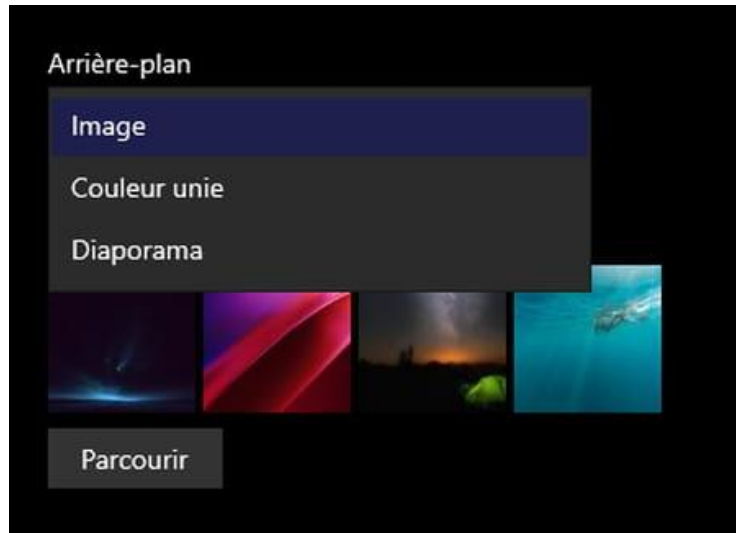 Arrière-plan
Image
Couleur unie
Diaporama
Parcourir